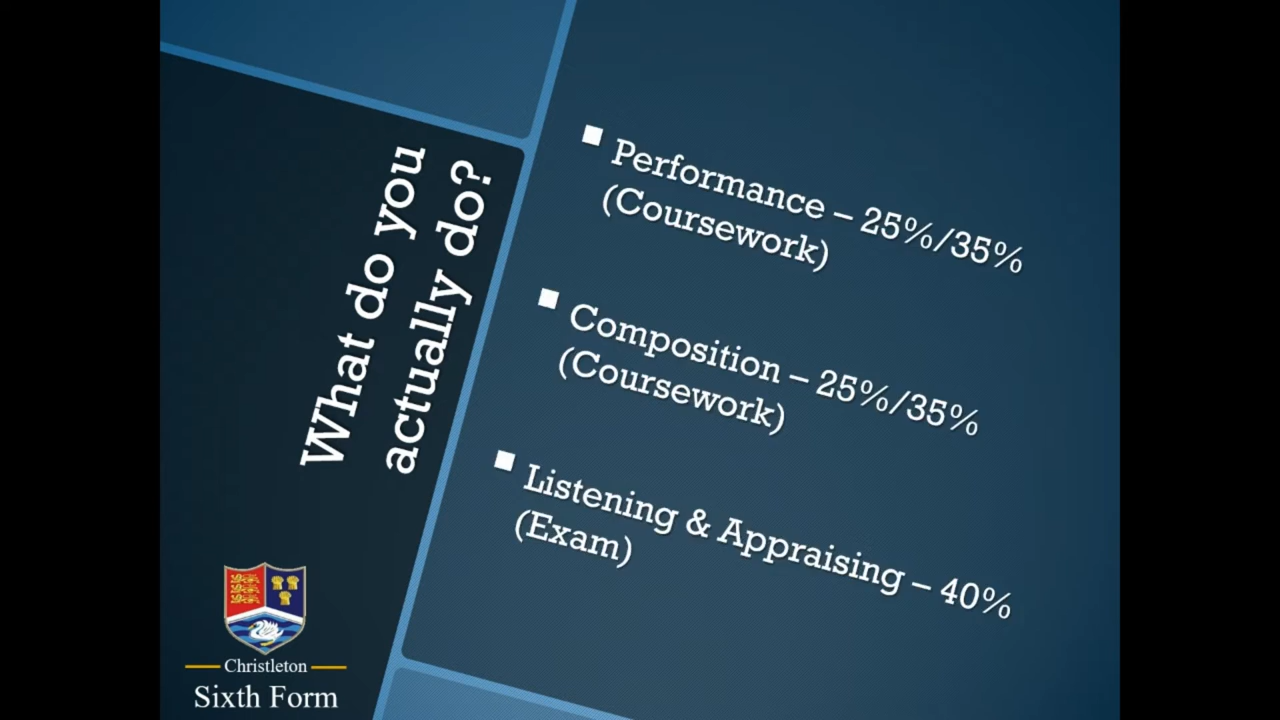 What do you
actually do?
■ Performance – 25%/35%
(Coursework)
■ Composition – 25%/35%
(Coursework)
■ Listening & Appraising – 40%
(Exam)
Christleton
Sixth Form